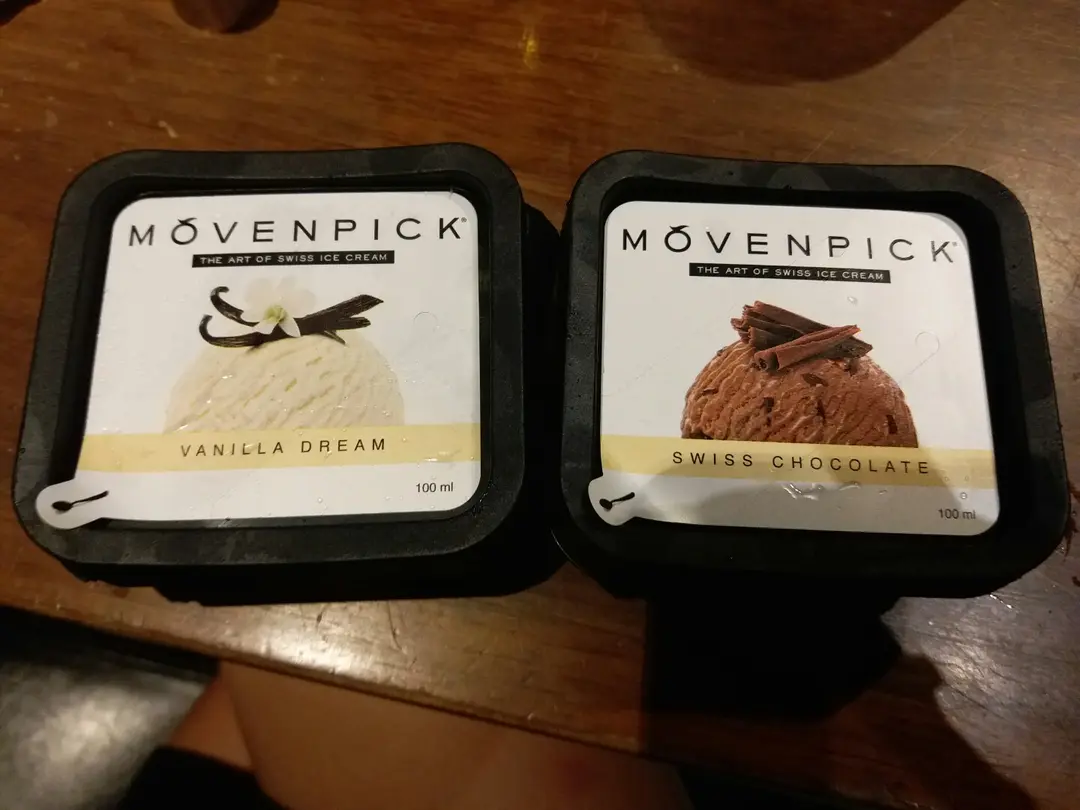 MÖVENPICK®
THE ART OF SWISS ICE CREAM
VANILLA DREAM
100 ml
MÖVENPICK®
THE ART OF SWISS ICE CREAM
SWISS CHOCOLATE
100 ml